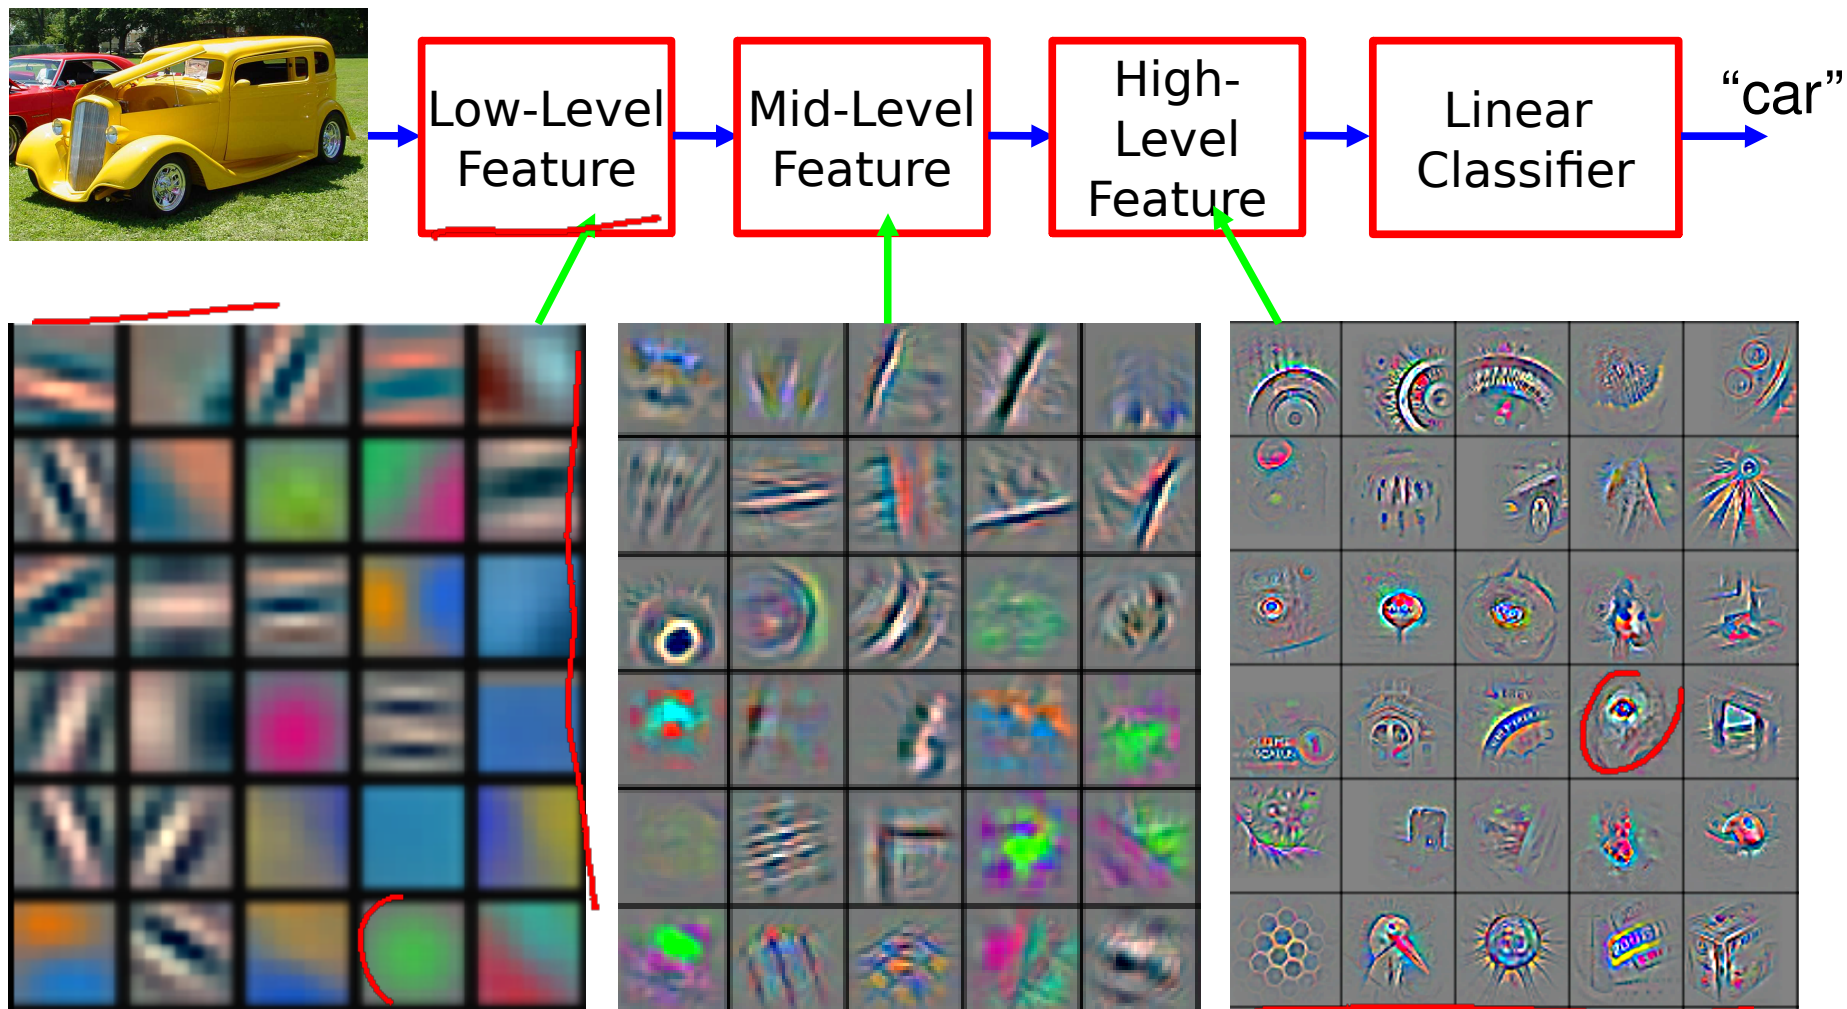 Low-Level
Feature
Mid-Level
Feature
High-
Level
Feature
Linear
Classifier
“car”